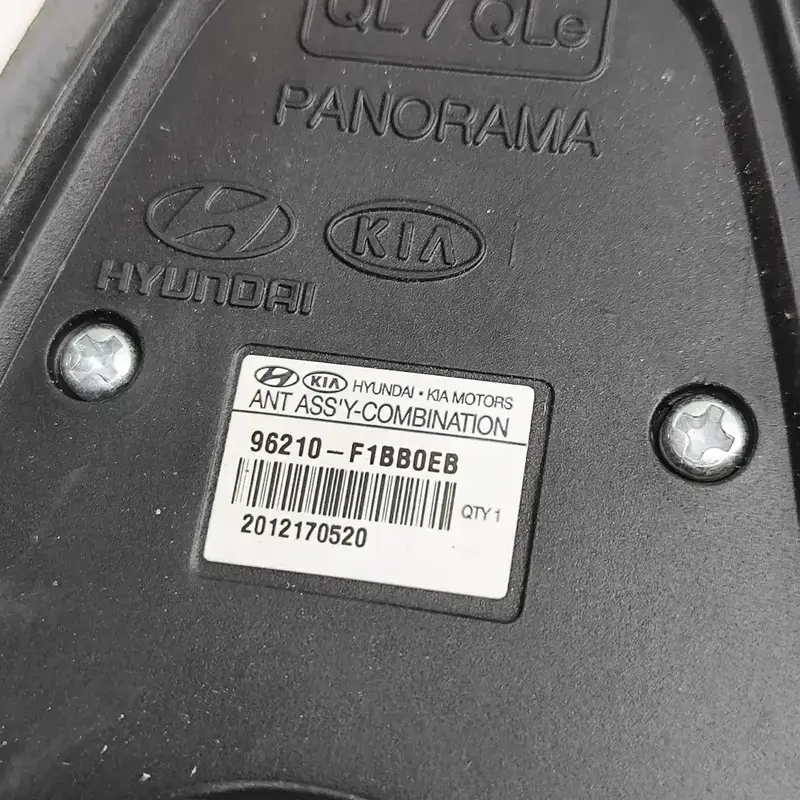 QL / QLe
PANORAMA
KIA
HYUNDAI
KIA HYUNDAI • KIA MOTORS
ANT ASS'Y-COMBINATION
96210-F1BB0EB
QTY 1
2012170520